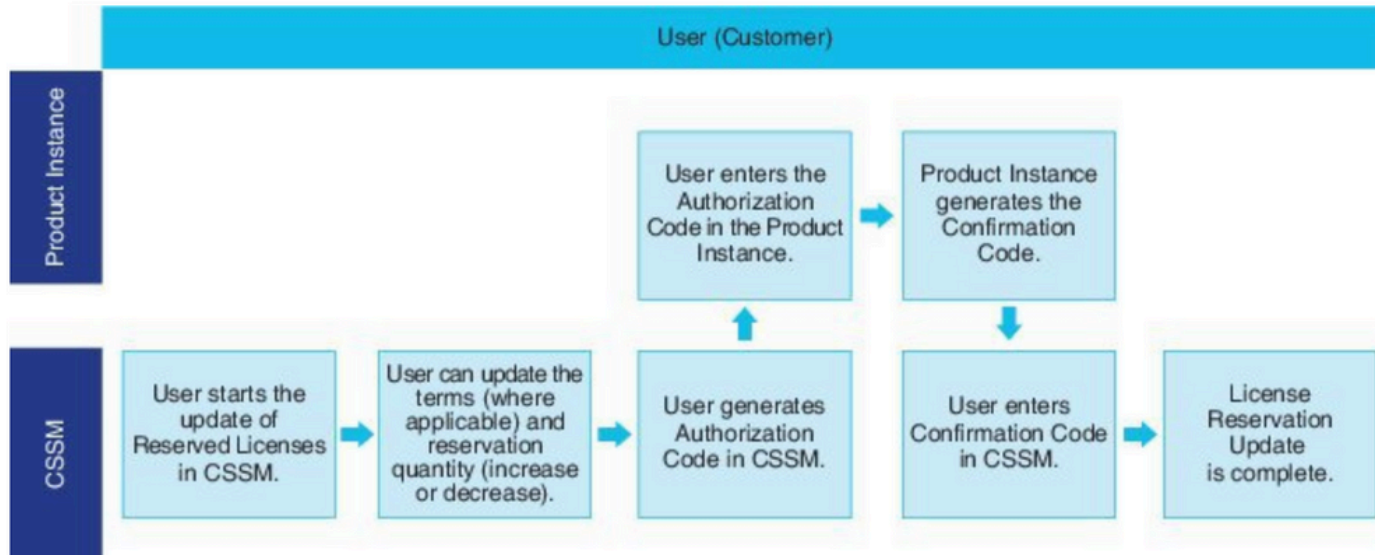 User (Customer)
Product Instance
User enters the
Authorization
Code in the Product
Instance.
Product Instance
generates the
Confirmation
Code.
CSSM
User starts the
update of
Reserved Licenses
in CSSM.
User can update the
terms (where
applicable) and
reservation
quantity (increase
or decrease).
User generates
Authorization
Code in CSSM.
User enters
Confirmation Code
in CSSM.
License
Reservation
Update
is complete.